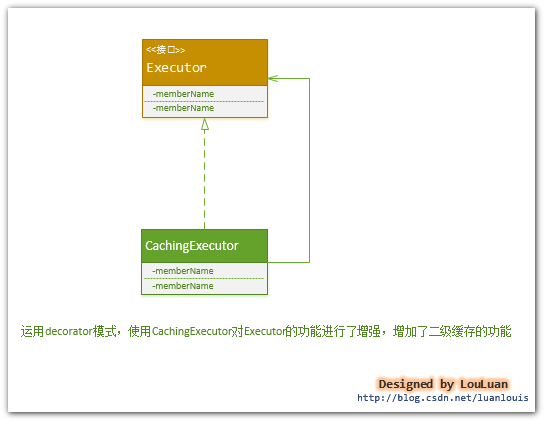 <<接口>>
Executor
-memberName
-memberName
CachingExecutor
-memberName
-memberName
运用decorator模式，使用CachingExecutor对Executor的功能进行了增强，增加了二级缓存的功能
Designed by LouLuan
http://blog.csdn.net/luanlouis